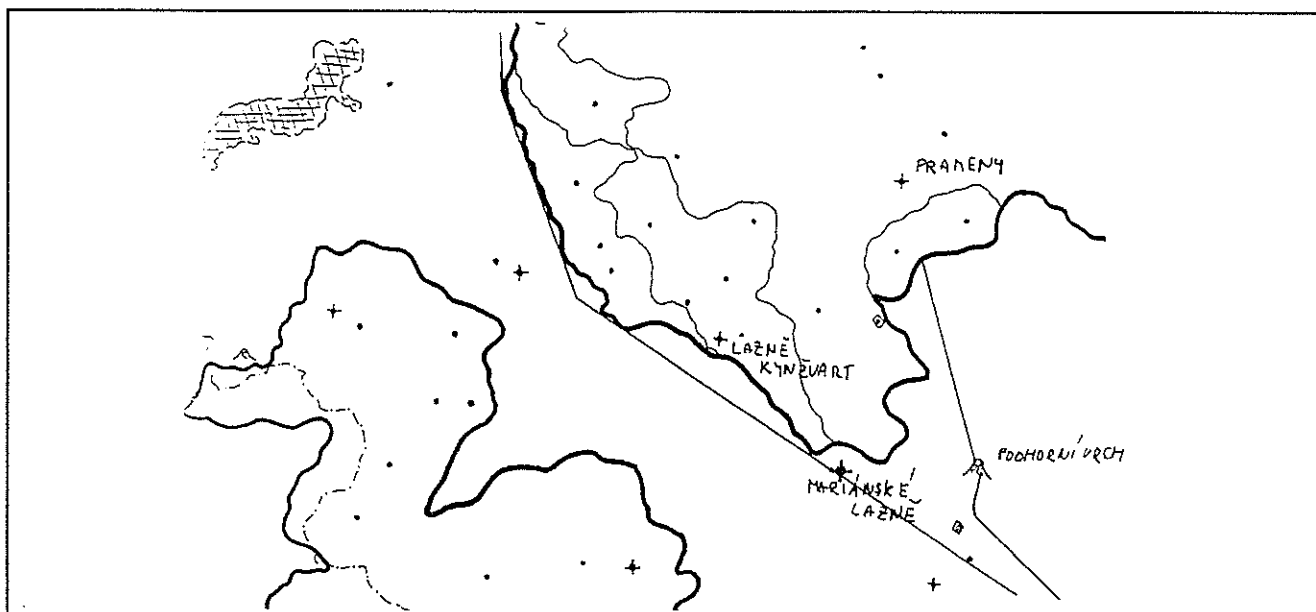 PRAMENY
LÁZNĚ
KYNŽVART
PODHORNÍ VRCH
MARIÁNSKÉ
LÁZNĚ